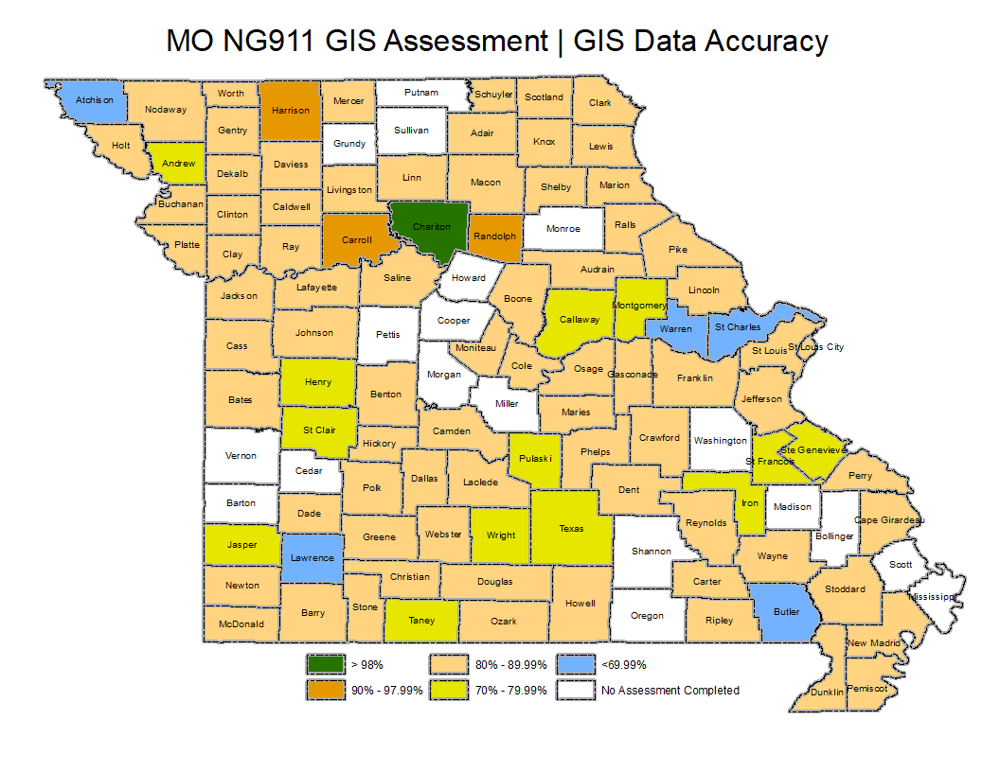 MO NG911 GIS Assessment | GIS Data Accuracy
Atchison
Nodaway
Worth
Harrison
Mercer
Putnam
Schuyler
Scotland
Clark
Holt
Andrew
Gentry
Grundy
Sullivan
Adair
Knox
Lewis
Dekalb
Daviess
Livingston
Linn
Macon
Shelby
Marion
Buchanan
Clinton
Caldwell
Carroll
Chariton
Randolph
Monroe
Ralls
Pike
Platte
Clay
Ray
Saline
Howard
Audrain
Jackson
Lafayette
Boone
Callaway
Montgomery
Lincoln
Cass
Johnson
Pettis
Cooper
Moniteau
Warren
St Charles
St Louis
St Louis City
Bates
Henry
Benton
Morgan
Cole
Osage
Gasconade
Franklin
Jefferson
Miller
Maries
St Clair
Hickory
Camden
Vernon
Cedar
Pulaski
Phelps
Crawford
Washington
St Francois
Ste Genevieve
Perry
Polk
Dallas
Laclede
Dent
Iron
Madison
Barton
Dade
Greene
Webster
Wright
Texas
Reynolds
Bollinger
Cape Girardeau
Jasper
Lawrence
Shannon
Wayne
Scott
Newton
Christian
Douglas
Howell
Carter
Stoddard
Mississippi
McDonald
Barry
Stone
Taney
Ozark
Oregon
Ripley
Butler
New Madrid
Dunklin
Pemiscot
> 98%
80% - 89.99%
<69.99%
90% - 97.99%
70% - 79.99%
No Assessment Completed